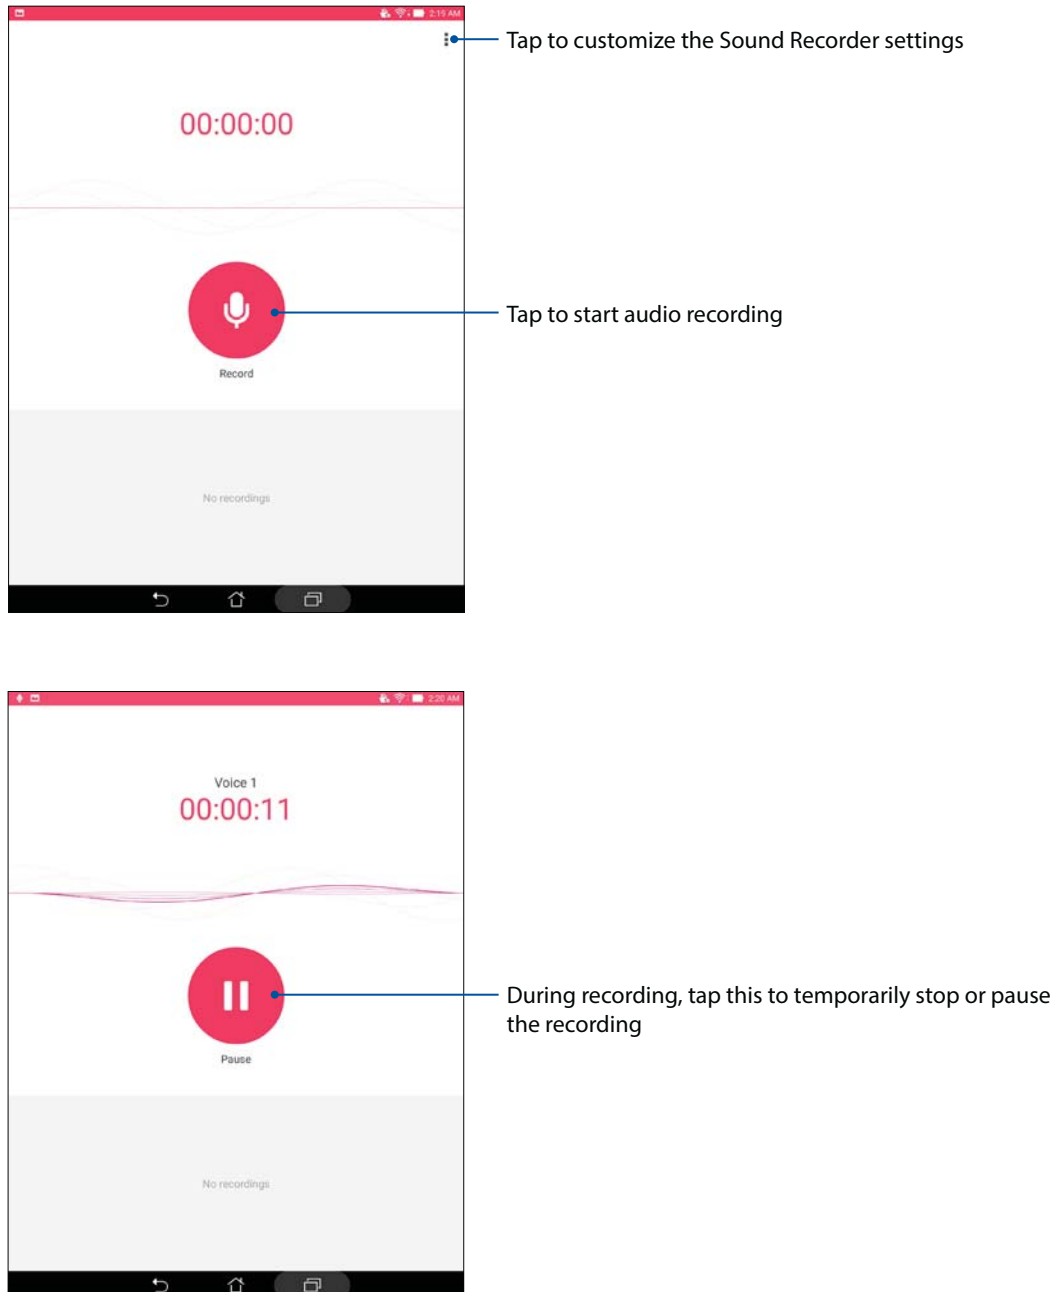 2:19 AM
Tap to customize the Sound Recorder settings
00:00:00
Tap to start audio recording
Record
No recordings
2:20 AM
Voice 1
00:00:11
During recording, tap this to temporarily stop or pause
the recording
Pause
No recordings